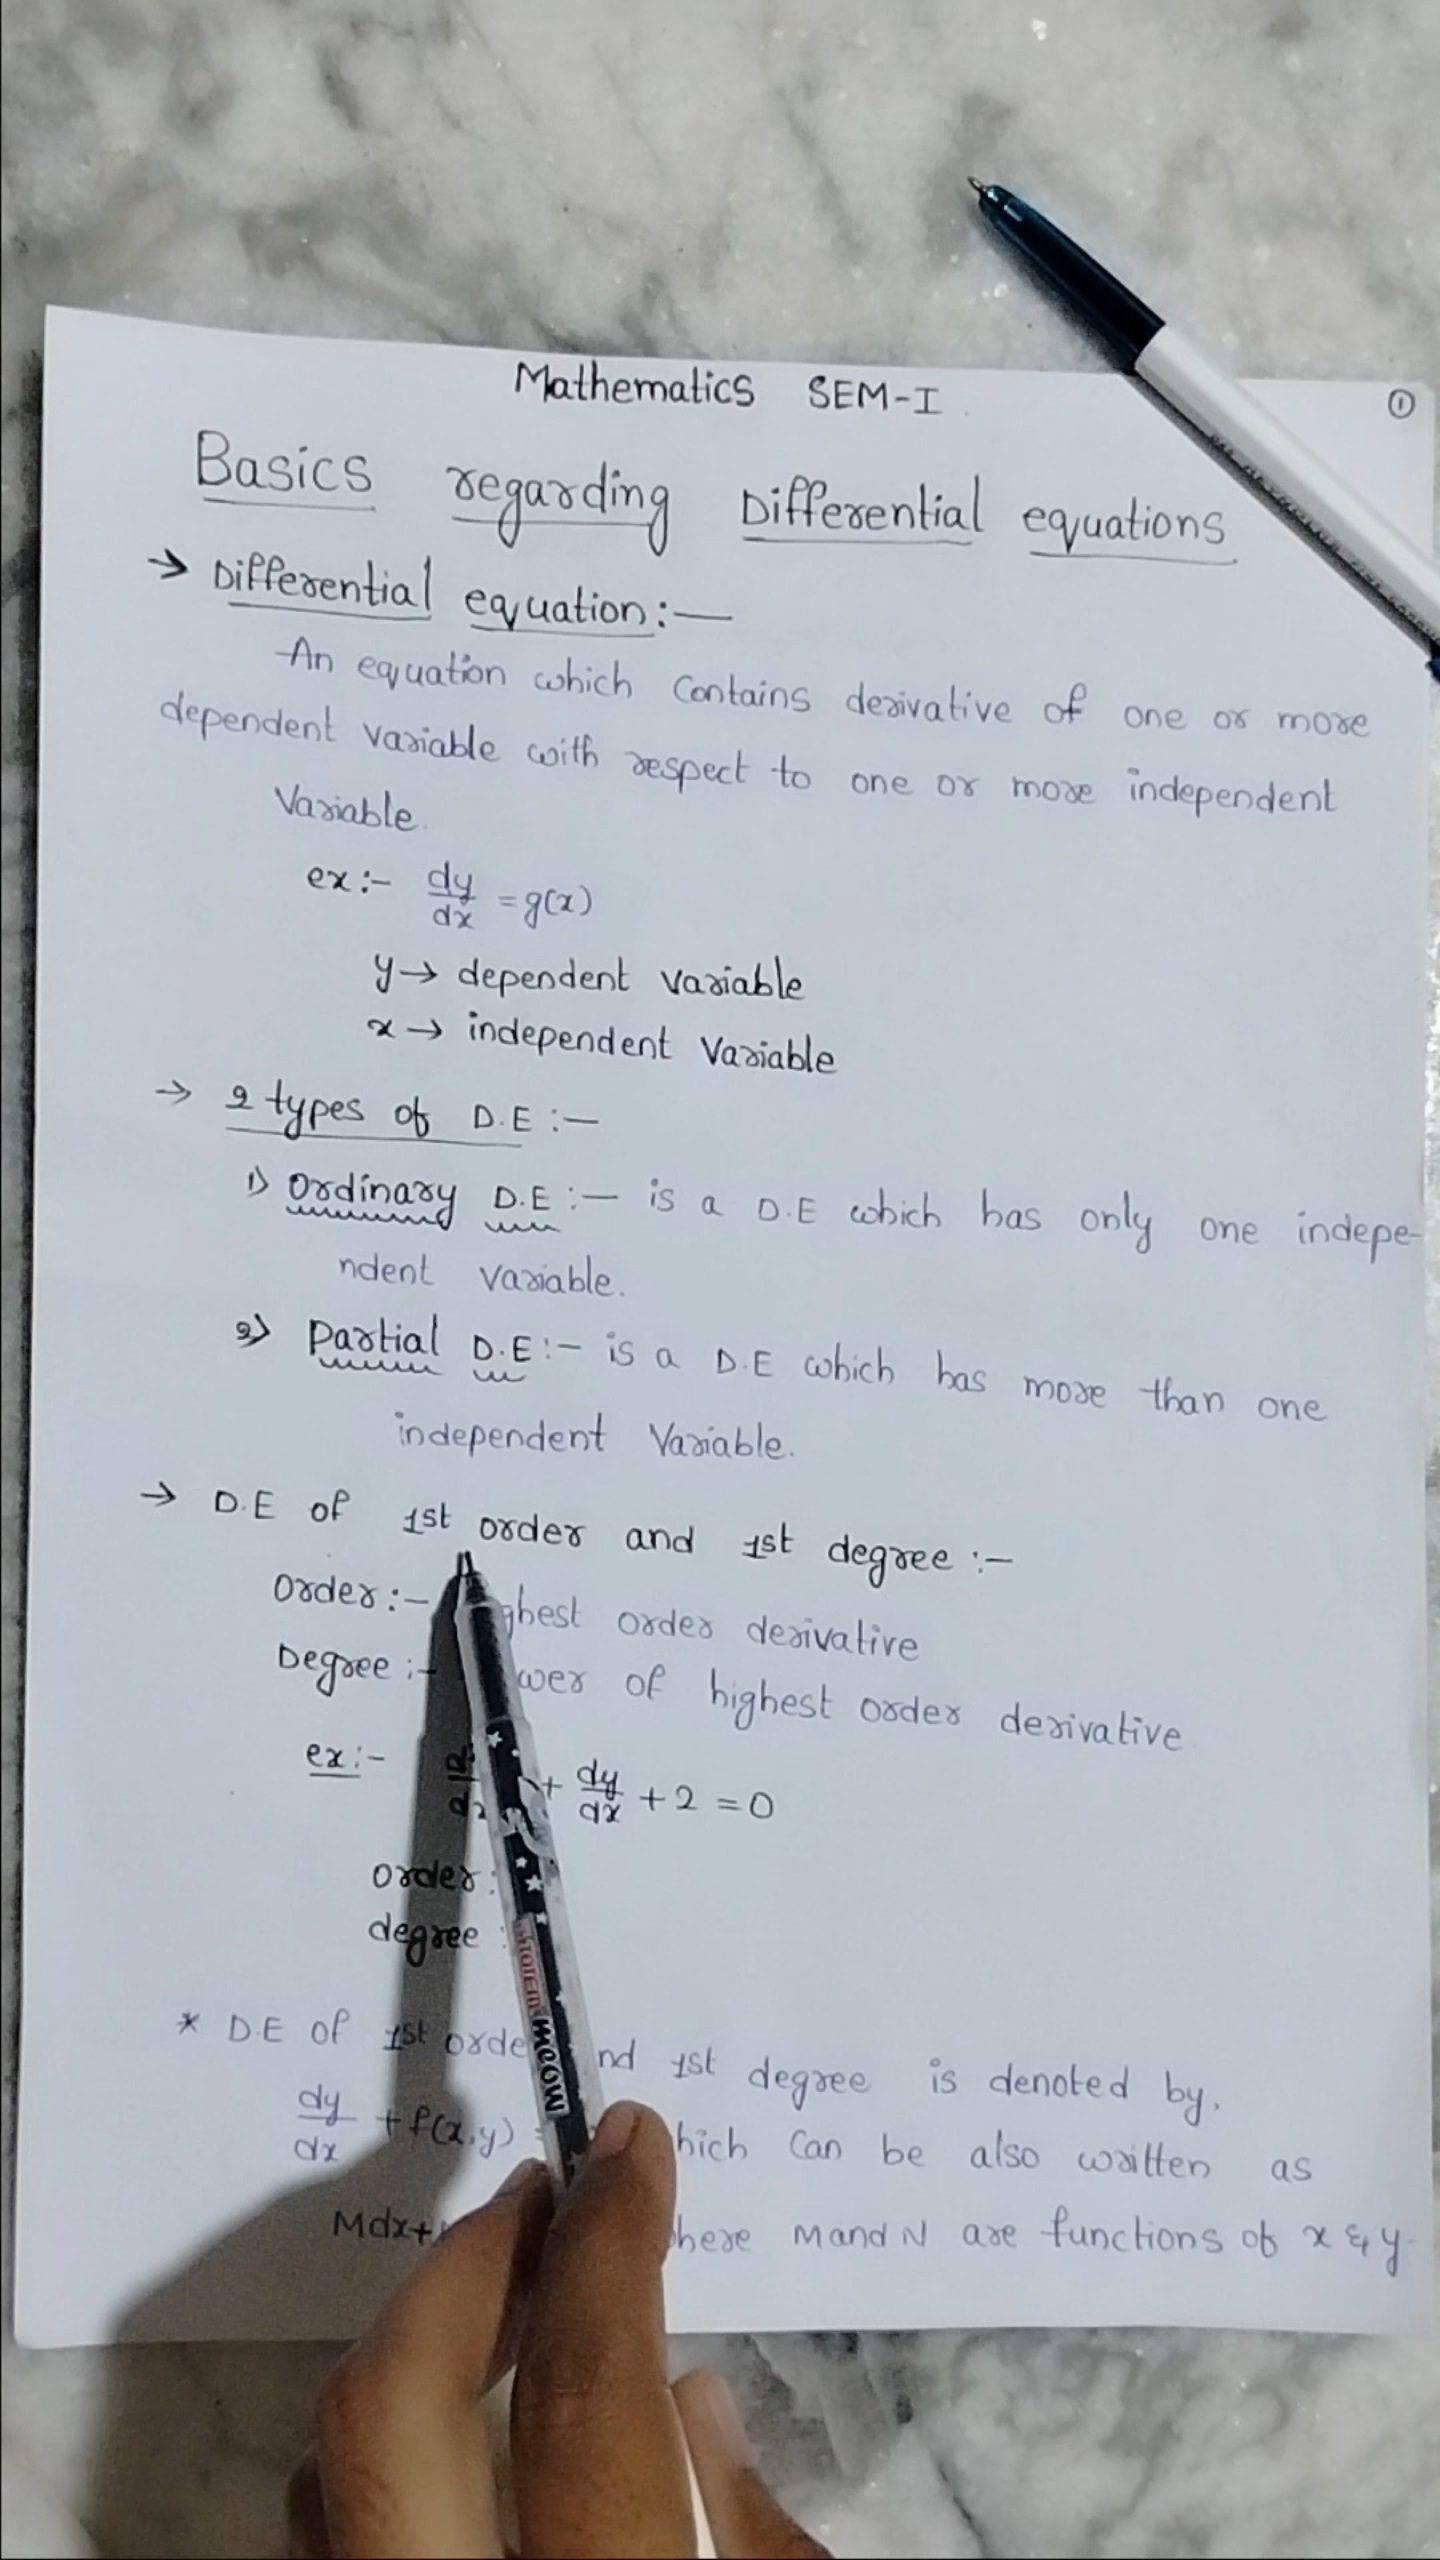 Mathematics SEM-I
①
Basics regarding Differential equations
→ Differential equation:—
An equation which contains derivative of one or more
dependent variable with respect to one or more independent
Variable.
ex:- dy/dx = g(x)
y → dependent variable
x → independent Variable
→ 2 types of D.E :—
1) Ordinary D.E :— is a D.E which has only one indepe-
ndent variable.
2) Partial D.E :- is a D.E which has more than one
independent Variable.
→ D.E of 1st order and 1st degree :-
Order :- ghest order derivative
Degree :- wer of highest order derivative
ex:- + dy/dx + 2 = 0
order :
degree :
* D.E of 1st orde nd 1st degree is denoted by.
dy/dx + f(x,y) = hich can be also written as
Mdx+ here M and N are functions of x & y.
meow